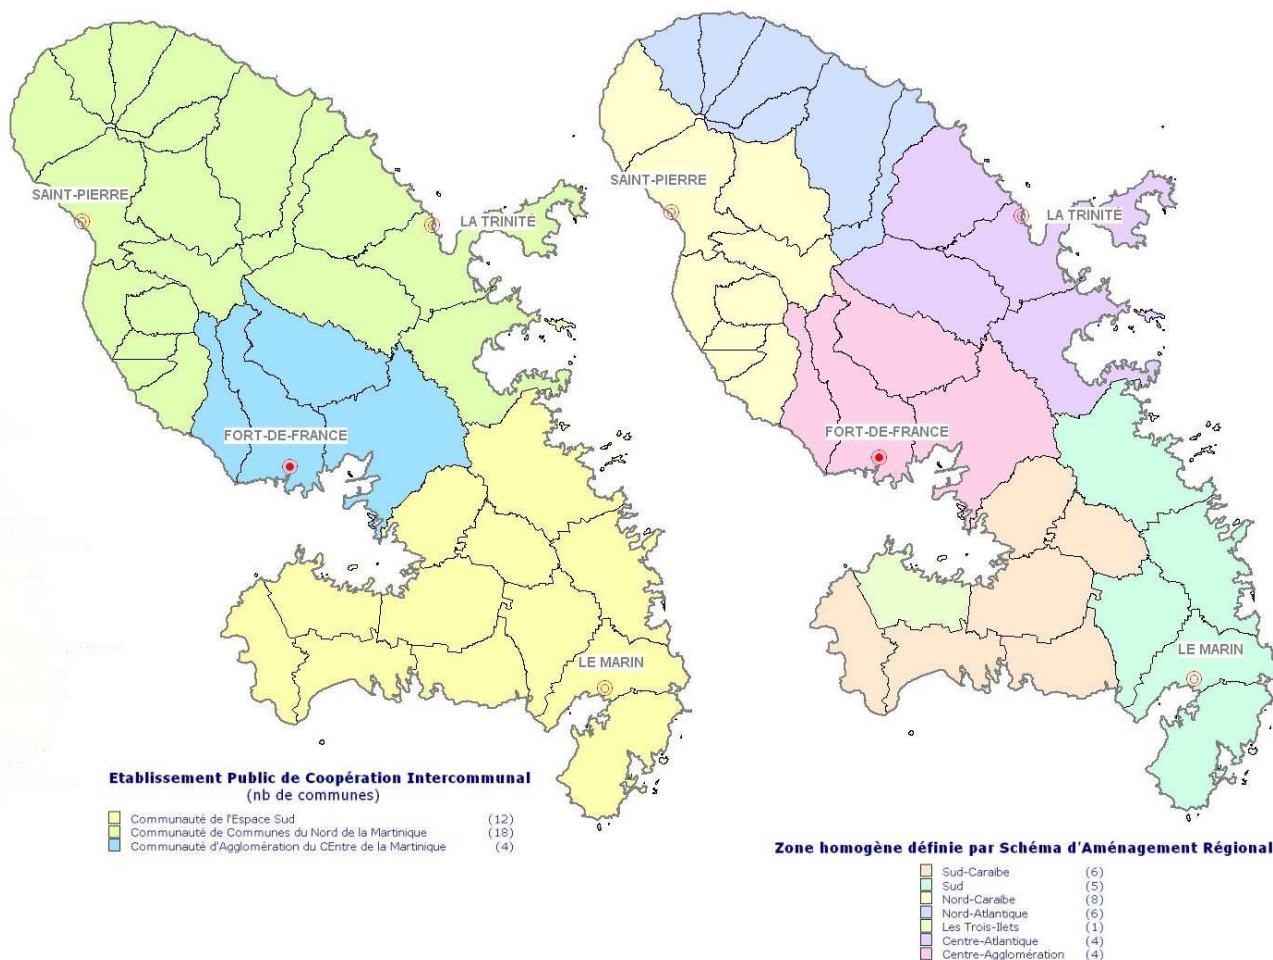 SAINT-PIERRE
LA TRINITÉ
FORT-DE-FRANCE
LE MARIN
Etablissement Public de Coopération Intercommunal
(nb de communes)
Communauté de l'Espace Sud (12)
Communauté de Communes du Nord de la Martinique (18)
Communauté d'Agglomération du CEntre de la Martinique (4)
SAINT-PIERRE
LA TRINITÉ
FORT-DE-FRANCE
LE MARIN
Zone homogène définie par Schéma d'Aménagement Régional
Sud-Caraibe (6)
Sud (5)
Nord-Caraibe (8)
Nord-Atlantique (6)
Les Trois-Ilets (1)
Centre-Atlantique (4)
Centre-Agglomération (4)